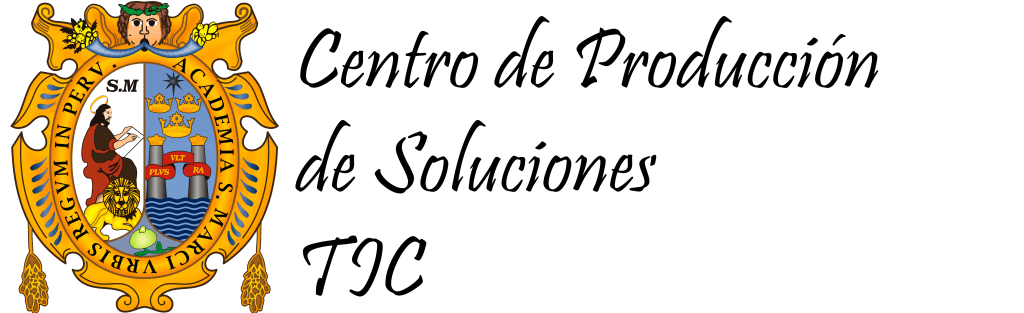 Centro de Producción
de Soluciones
TIC
ACADEMIA S. MARCI VRBIS REGVM IN PERV.
S.M
PLVS VLT RA